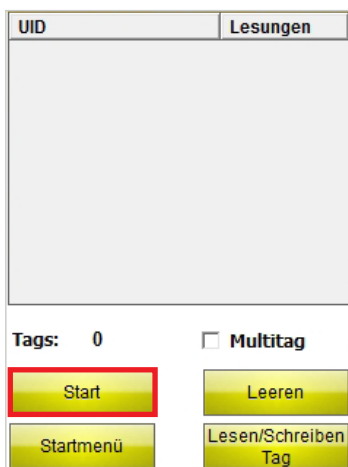 UID Lesungen
Tags: 0 Multitag
Start Leeren
Startmenü Lesen/Schreiben
Tag